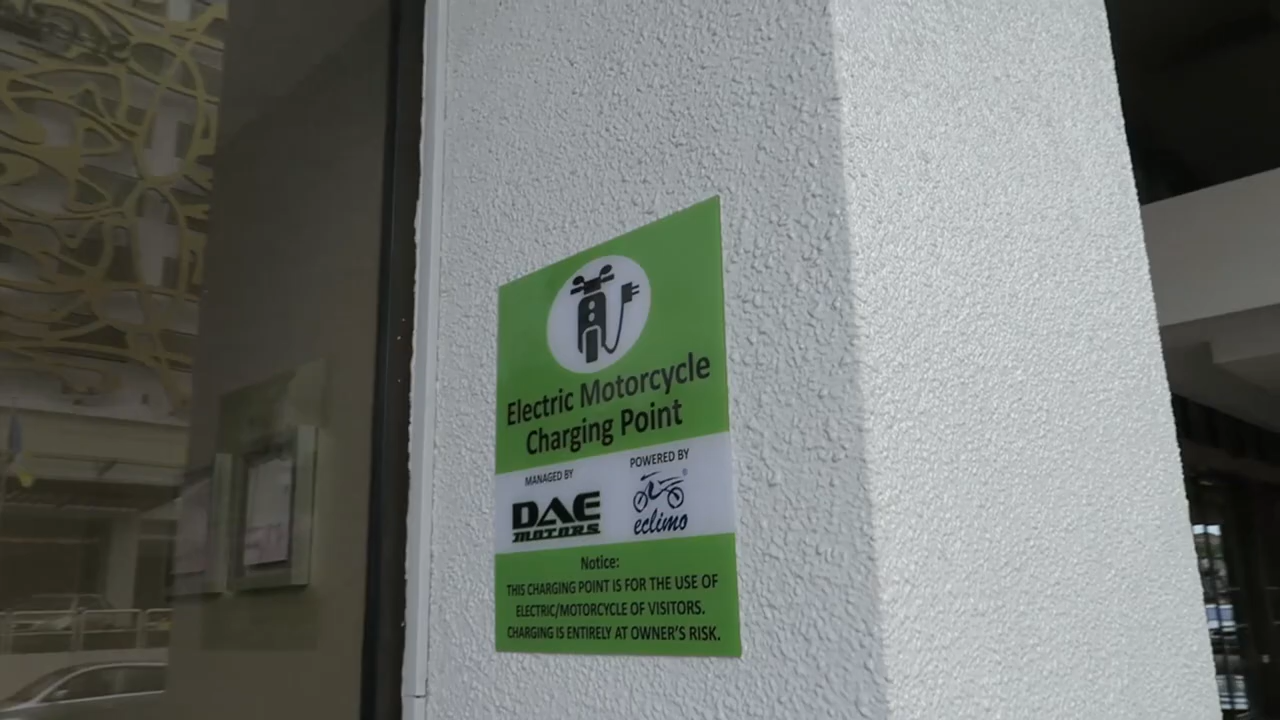 Electric Motorcycle
Charging Point
MANAGED BY
POWERED BY
DAE
MOTORS
eclimo®
Notice:
THIS CHARGING POINT IS FOR THE USE OF
ELECTRIC/MOTORCYCLE OF VISITORS.
CHARGING IS ENTIRELY AT OWNER'S RISK.